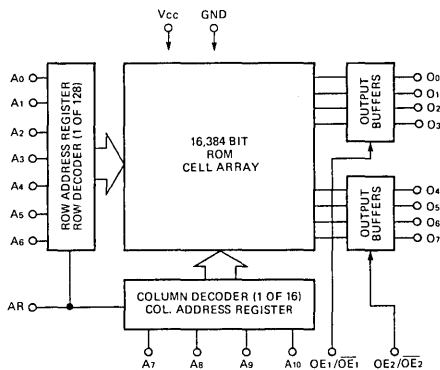 Vcc GND
A0
A1
A2
A3
A4
A5
A6
ROW ADDRESS REGISTER
ROW DECODER (1 OF 128)
16,384 BIT
ROM
CELL ARRAY
OUTPUT
BUFFERS
O0
O1
O2
O3
OUTPUT
BUFFERS
O4
O5
O6
O7
AR
COLUMN DECODER (1 OF 16)
COL. ADDRESS REGISTER
A7 A8 A9 A10 OE1/O̅E̅1̅ OE2/O̅E̅2̅